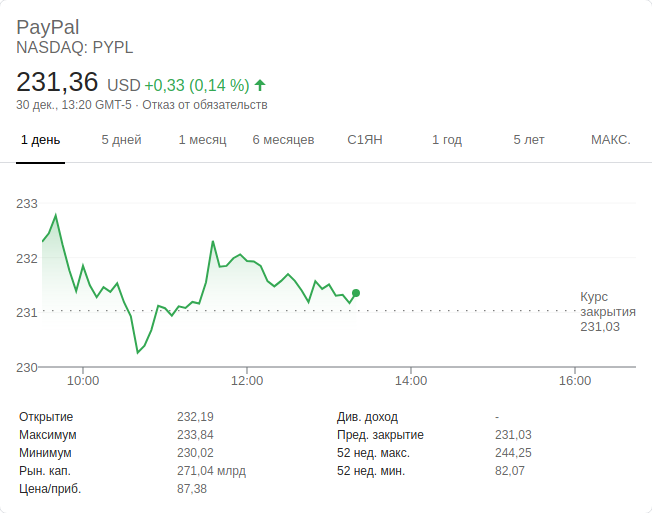 PayPal
NASDAQ: PYPL
231,36 USD +0,33 (0,14 %)
30 дек., 13:20 GMT-5 · Отказ от обязательств
1 день 5 дней 1 месяц 6 месяцев С1ЯН 1 год 5 лет МАКС.
233
232
231
230
Курс
закрытия
231,03
10:00 12:00 14:00 16:00
Открытие 232,19 Див. доход -
Максимум 233,84 Пред. закрытие 231,03
Минимум 230,02 52 нед. макс. 244,25
Рын. кап. 271,04 млрд 52 нед. мин. 82,07
Цена/приб. 87,38